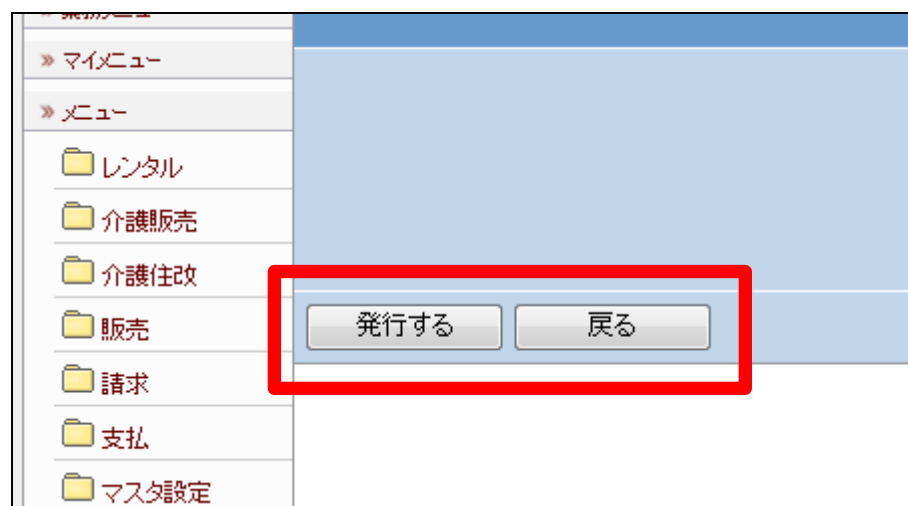 » マイメニュー
» メニュー
レンタル
介護販売
介護住改
販売
請求
支払
マスタ設定
発行する
戻る